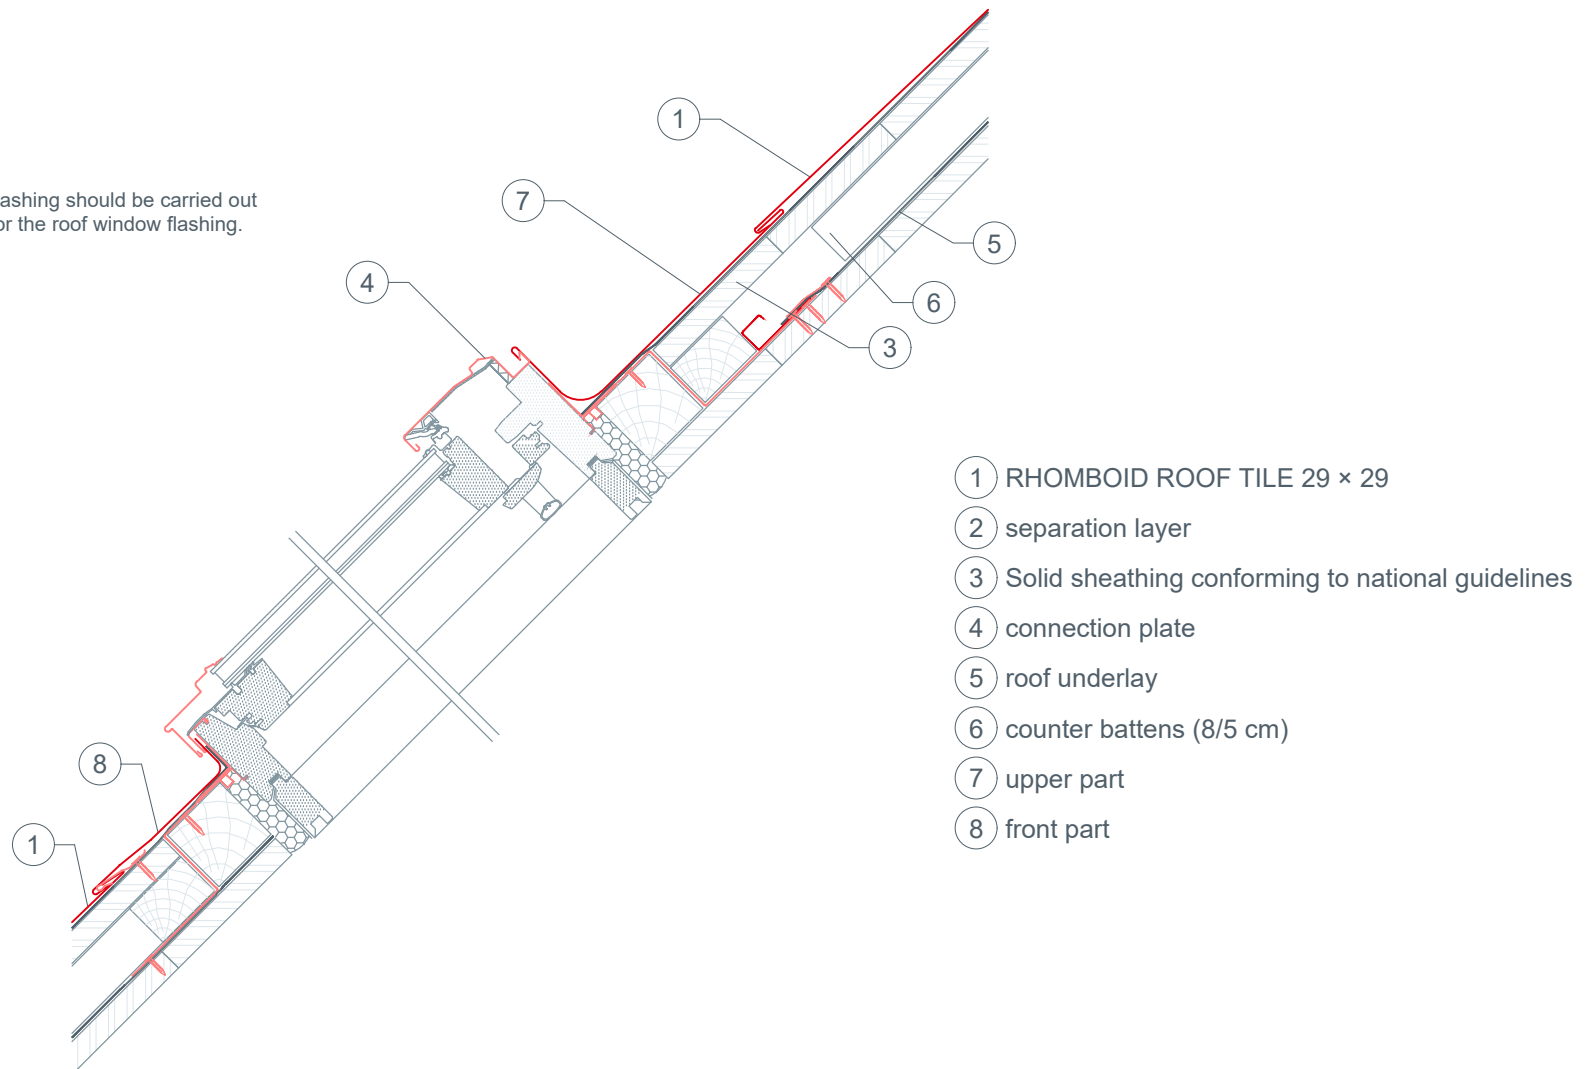 ashing should be carried out
or the roof window flashing.
1
7
4
5
6
3
8
1
1 RHOMBOID ROOF TILE 29 × 29
2 separation layer
3 Solid sheathing conforming to national guidelines
4 connection plate
5 roof underlay
6 counter battens (8/5 cm)
7 upper part
8 front part